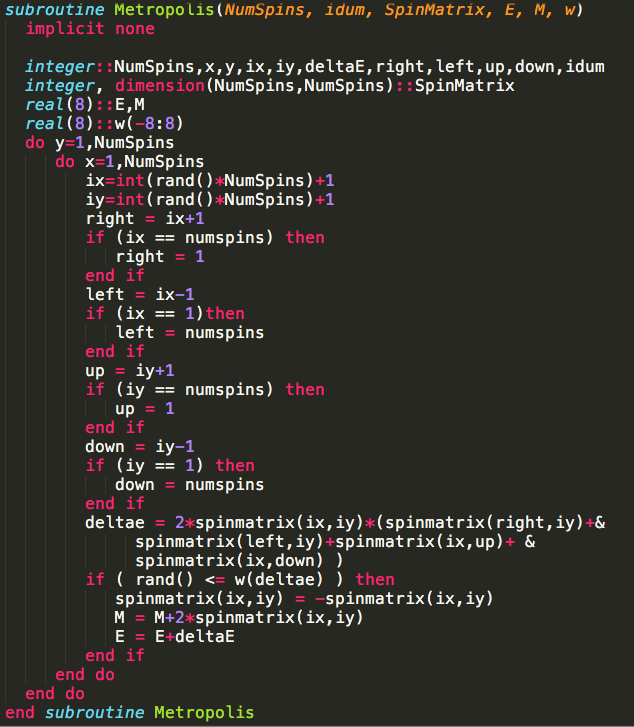 subroutine Metropolis(NumSpins, idum, SpinMatrix, E, M, w)
  implicit none

  integer::NumSpins,x,y,ix,iy,deltaE,right,left,up,down,idum
  integer, dimension(NumSpins,NumSpins)::SpinMatrix
  real(8)::E,M
  real(8)::w(-8:8)
  do y=1,NumSpins
     do x=1,NumSpins
        ix=int(rand()*NumSpins)+1
        iy=int(rand()*NumSpins)+1
        right = ix+1
        if (ix == numspins) then
           right = 1
        end if
        left = ix-1
        if (ix == 1)then
           left = numspins
        end if
        up = iy+1
        if (iy == numspins) then
           up = 1
        end if
        down = iy-1
        if (iy == 1) then
           down = numspins
        end if
        deltae = 2*spinmatrix(ix,iy)*(spinmatrix(right,iy)+&
             spinmatrix(left,iy)+spinmatrix(ix,up)+ &
             spinmatrix(ix,down) )
        if ( rand() <= w(deltae) ) then
           spinmatrix(ix,iy) = -spinmatrix(ix,iy)
           M = M+2*spinmatrix(ix,iy)
           E = E+deltaE
        end if
     end do
  end do
end subroutine Metropolis